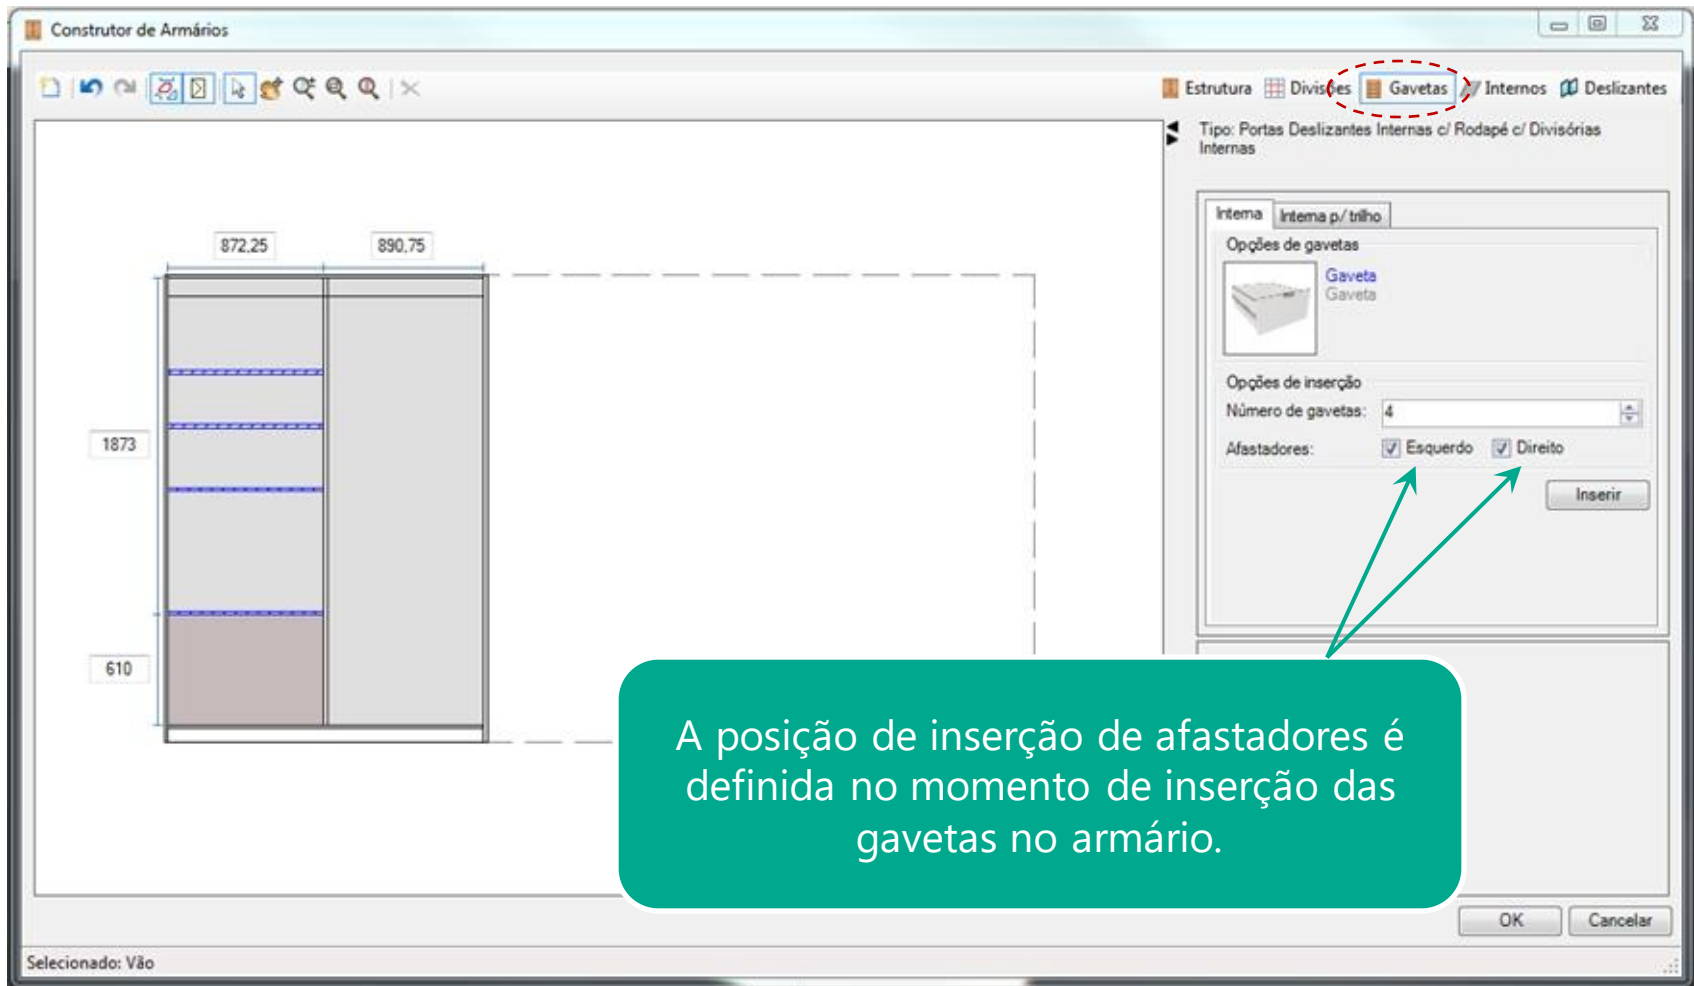 Construtor de Armários
Estrutura Divisões Gavetas Internos Deslizantes
Tipo: Portas Deslizantes Internas c/ Rodapé c/ Divisórias
Internas
Interna Interna p/ trilho
Opções de gavetas
Gaveta
Gaveta
872,25 890,75
Opções de inserção
Número de gavetas: 4
1873
Afastadores: Esquerdo Direito
Inserir
610
A posição de inserção de afastadores é
definida no momento de inserção das
gavetas no armário.
OK Cancelar
Selecionado: Vão